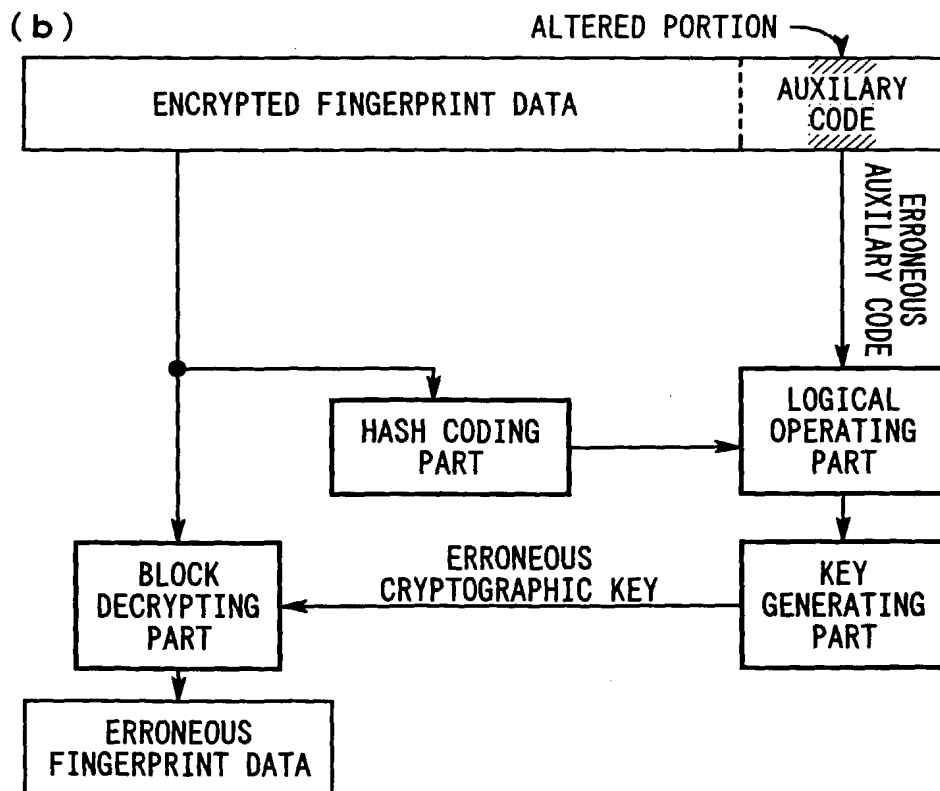 (b)
ALTERED PORTION
ENCRYPTED FINGERPRINT DATA
AUXILARY
CODE
ERRONEOUS
AUXILARY CODE
HASH CODING
PART
LOGICAL
OPERATING
PART
BLOCK
DECRYPTING
PART
ERRONEOUS
CRYPTOGRAPHIC KEY
KEY
GENERATING
PART
ERRONEOUS
FINGERPRINT DATA